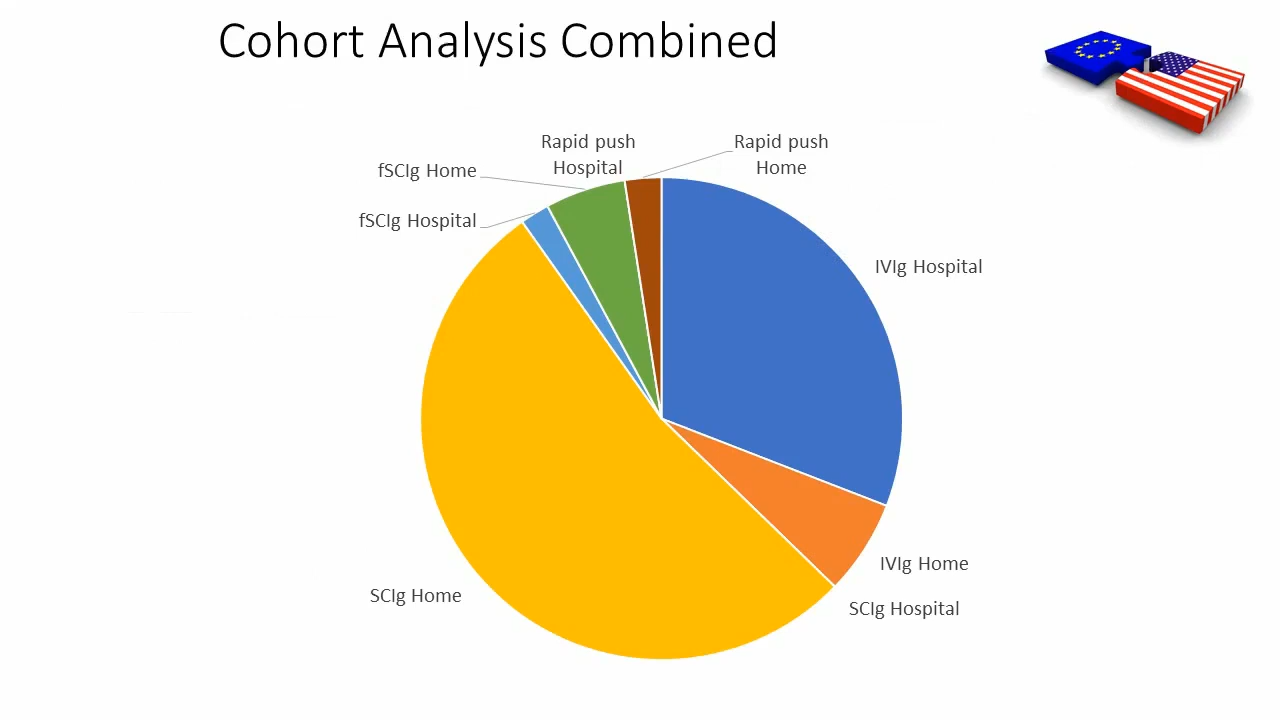 Cohort Analysis Combined
Rapid push
Hospital
Rapid push
Home
fSCIg Home
fSCIg Hospital
IVIg Hospital
IVIg Home
SCIg Home
SCIg Hospital